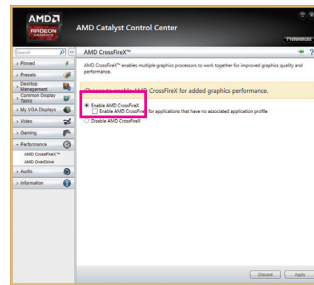 AMD
RADEON
GRAPHICS
AMD Catalyst Control Center
Preferences
Search
AMD CrossFireX™
Pinned
Presets
Desktop
Management
Common Display
Tasks
My VGA Displays
Video
Gaming
Performance
AMD CrossFireX™
AMD OverDrive
Audio
Information
AMD CrossFireX™ enables multiple graphics processors to work together for improved graphics quality and
performance.
Choose to enable AMD CrossFireX for added graphics performance.
Enable AMD CrossFireX
Enable AMD CrossFireX for applications that have no associated application profile
Disable AMD CrossFireX
Discard
Apply